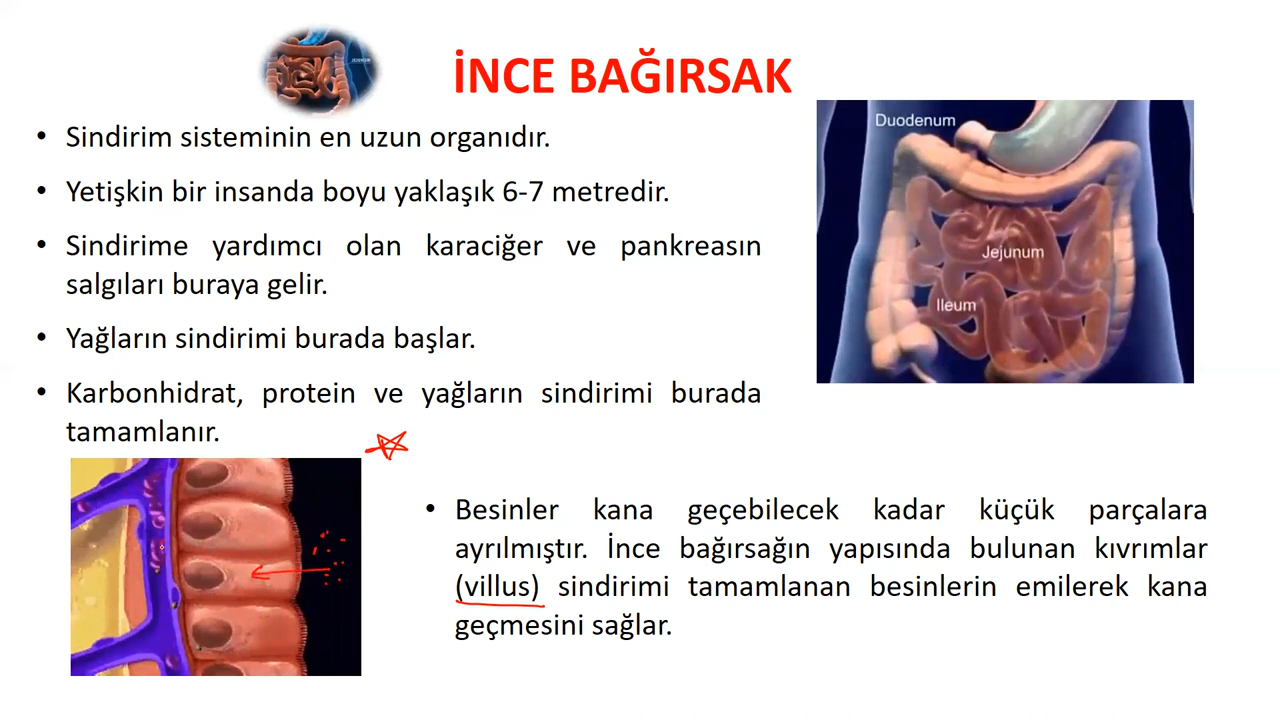 İNCE BAĞIRSAK
• Sindirim sisteminin en uzun organıdır.
• Yetişkin bir insanda boyu yaklaşık 6-7 metredir.
• Sindirime yardımcı olan karaciğer ve pankreasın
salgıları buraya gelir.
• Yağların sindirimi burada başlar.
• Karbonhidrat, protein ve yağların sindirimi burada
tamamlanır.
Duodenum
Jejunum
Ileum
• Besinler kana geçebilecek kadar küçük parçalara
ayrılmıştır. İnce bağırsağın yapısında bulunan kıvrımlar
(villus) sindirimi tamamlanan besinlerin emilerek kana
geçmesini sağlar.